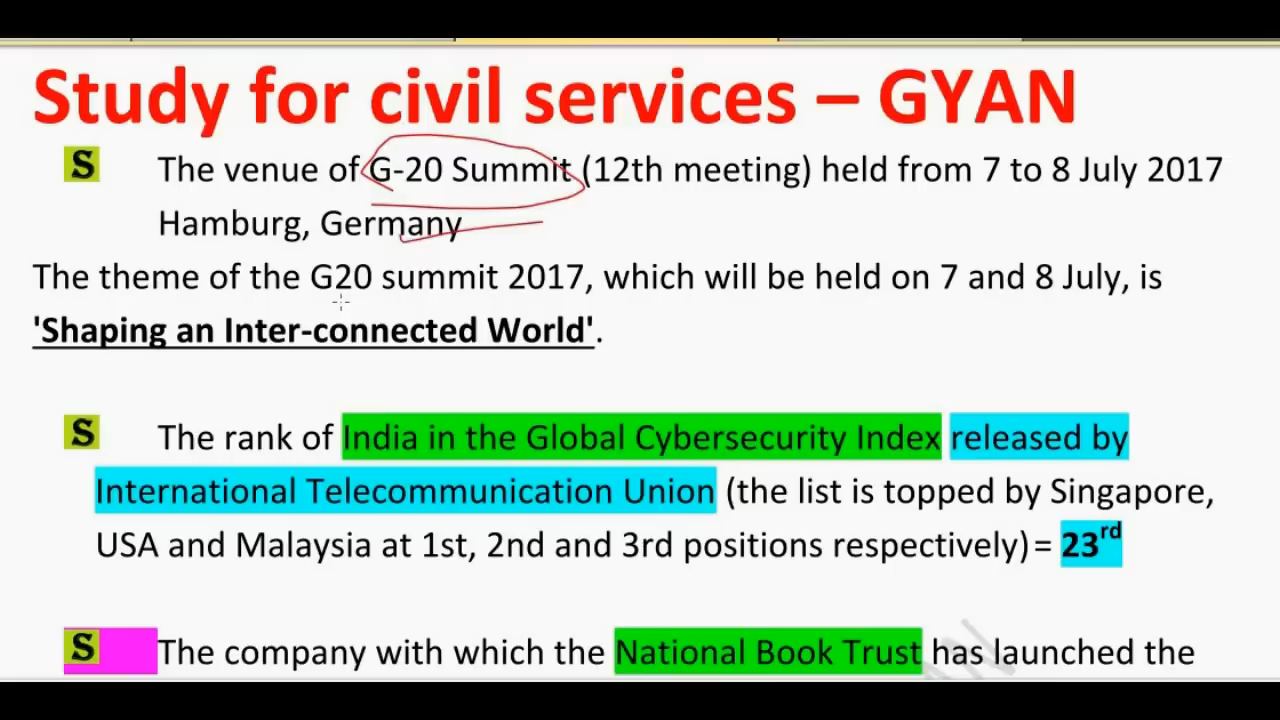 Study for civil services – GYAN
S The venue of G-20 Summit (12th meeting) held from 7 to 8 July 2017
Hamburg, Germany
The theme of the G20 summit 2017, which will be held on 7 and 8 July, is
'Shaping an Inter-connected World'.
S The rank of India in the Global Cybersecurity Index released by
International Telecommunication Union (the list is topped by Singapore,
USA and Malaysia at 1st, 2nd and 3rd positions respectively) = 23rd
S The company with which the National Book Trust has launched the